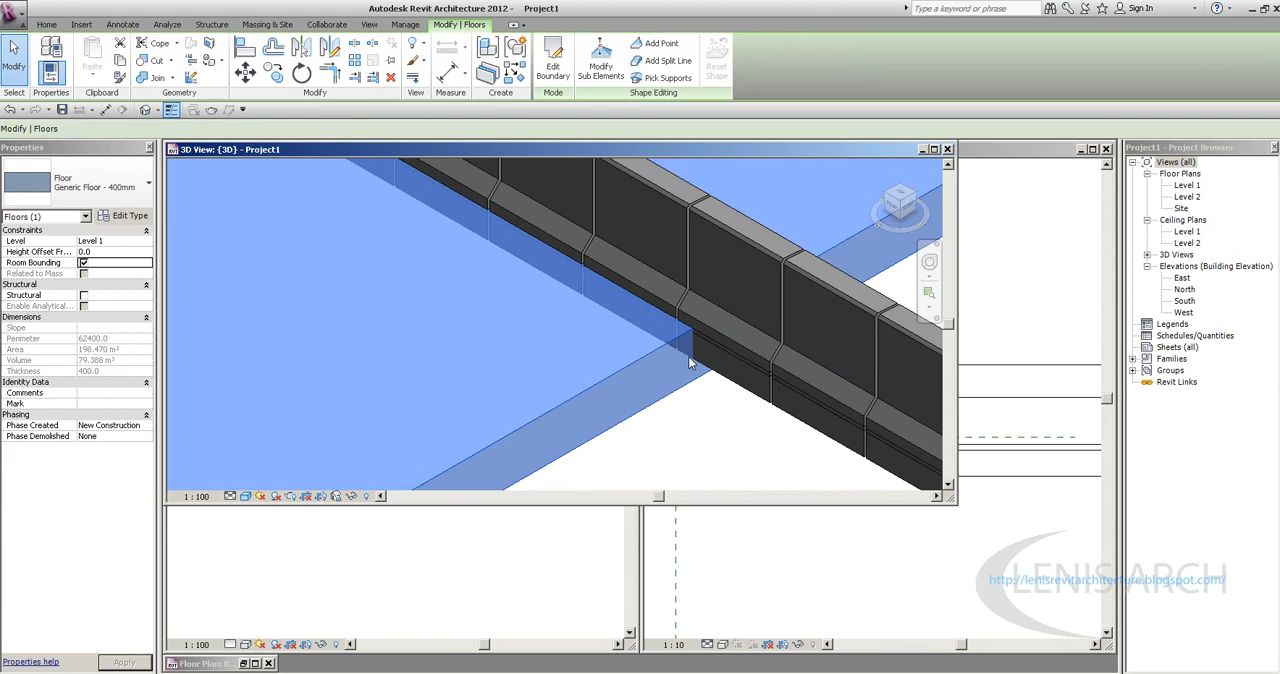 Autodesk Revit Architecture 2012 - Project1
Type a keyword or phrase
Sign In
Home
Insert
Annotate
Structure
Massing & Site
Collaborate
View
Manage
Modify | Floors
Analyze
Modify
Cope
Cut
Join
Paste
Edit Boundary
Modify Sub Elements
Add Point
Add Split Line
Pick Supports
Reset Shape
Select
Properties
Clipboard
Geometry
Modify
View
Measure
Create
Mode
Shape Editing
Modify | Floors
Properties
Floor
Generic Floor - 400mm
Floors (1)
Edit Type
Constraints
Level Level 1
Height Offset Fr... 0.0
Room Bounding
Related to Mass
Structural
Structural
Enable Analytical...
Dimensions
Slope
Perimeter 62400.0
Area 198.470 m²
Volume 79.388 m³
Thickness 400.0
Identity Data
Comments
Mark
Phasing
Phase Created New Construction
Phase Demolished None
Properties help
Apply
3D View: {3D} - Project1
1 : 100
1 : 100
1 : 10
Floor Plan: R...
Project1 - Project Browser
Views (all)
Floor Plans
Level 1
Level 2
Site
Ceiling Plans
Level 1
Level 2
3D Views
Elevations (Building Elevation)
East
North
South
West
Legends
Schedules/Quantities
Sheets (all)
Families
Groups
Revit Links
LENIS ARCH
http://lenisrevitarchitecture.blogspot.com/